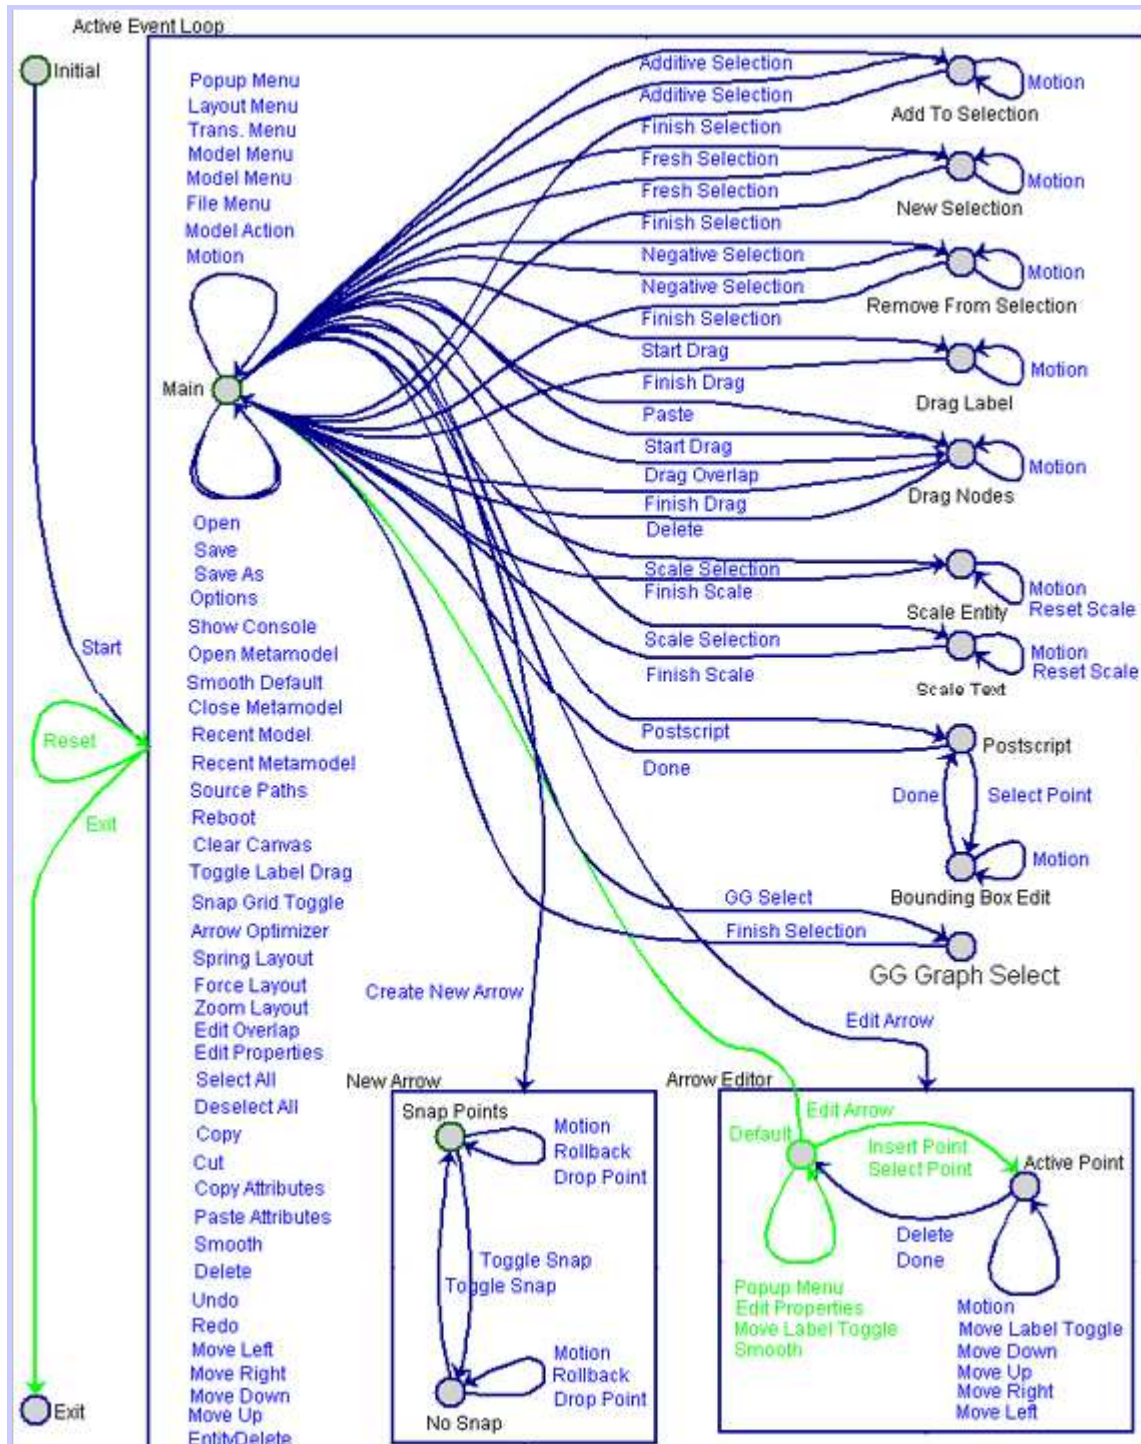 Active Event Loop
Initial
Popup Menu
Layout Menu
Trans. Menu
Model Menu
Model Menu
File Menu
Model Action
Motion
Main
Open
Save
Save As
Options
Show Console
Open Metamodel
Smooth Default
Close Metamodel
Recent Model
Recent Metamodel
Source Paths
Reboot
Clear Canvas
Toggle Label Drag
Snap Grid Toggle
Arrow Optimizer
Spring Layout
Force Layout
Zoom Layout
Edit Overlap
Edit Properties
Select All
Deselect All
Copy
Cut
Copy Attributes
Paste Attributes
Smooth
Delete
Undo
Redo
Move Left
Move Right
Move Down
Move Up
EntityDelete
Start
Reset
Exit
Exit
Additive Selection
Additive Selection
Finish Selection
Motion
Add To Selection
Fresh Selection
Fresh Selection
Finish Selection
Motion
New Selection
Negative Selection
Negative Selection
Finish Selection
Motion
Remove From Selection
Start Drag
Finish Drag
Motion
Drag Label
Paste
Start Drag
Drag Overlap
Finish Drag
Delete
Motion
Drag Nodes
Scale Selection
Finish Scale
Motion
Reset Scale
Scale Entity
Scale Selection
Finish Scale
Motion
Reset Scale
Scale Text
Postscript
Done
Postscript
Done
Select Point
Motion
Bounding Box Edit
GG Select
Finish Selection
GG Graph Select
Create New Arrow
Edit Arrow
New Arrow
Snap Points
Motion
Rollback
Drop Point
Toggle Snap
Toggle Snap
Motion
Rollback
Drop Point
No Snap
Arrow Editor
Edit Arrow
Default
Insert Point
Select Point
Active Point
Delete
Done
Popup Menu
Edit Properties
Move Label Toggle
Smooth
Motion
Move Label Toggle
Move Down
Move Up
Move Right
Move Left